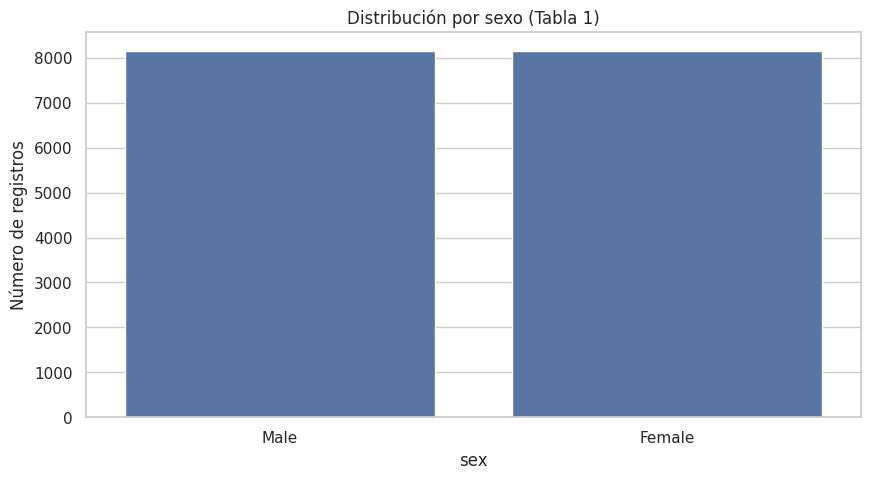 Distribución por sexo (Tabla 1)
Número de registros
8000
7000
6000
5000
4000
3000
2000
1000
0
Male Female
sex